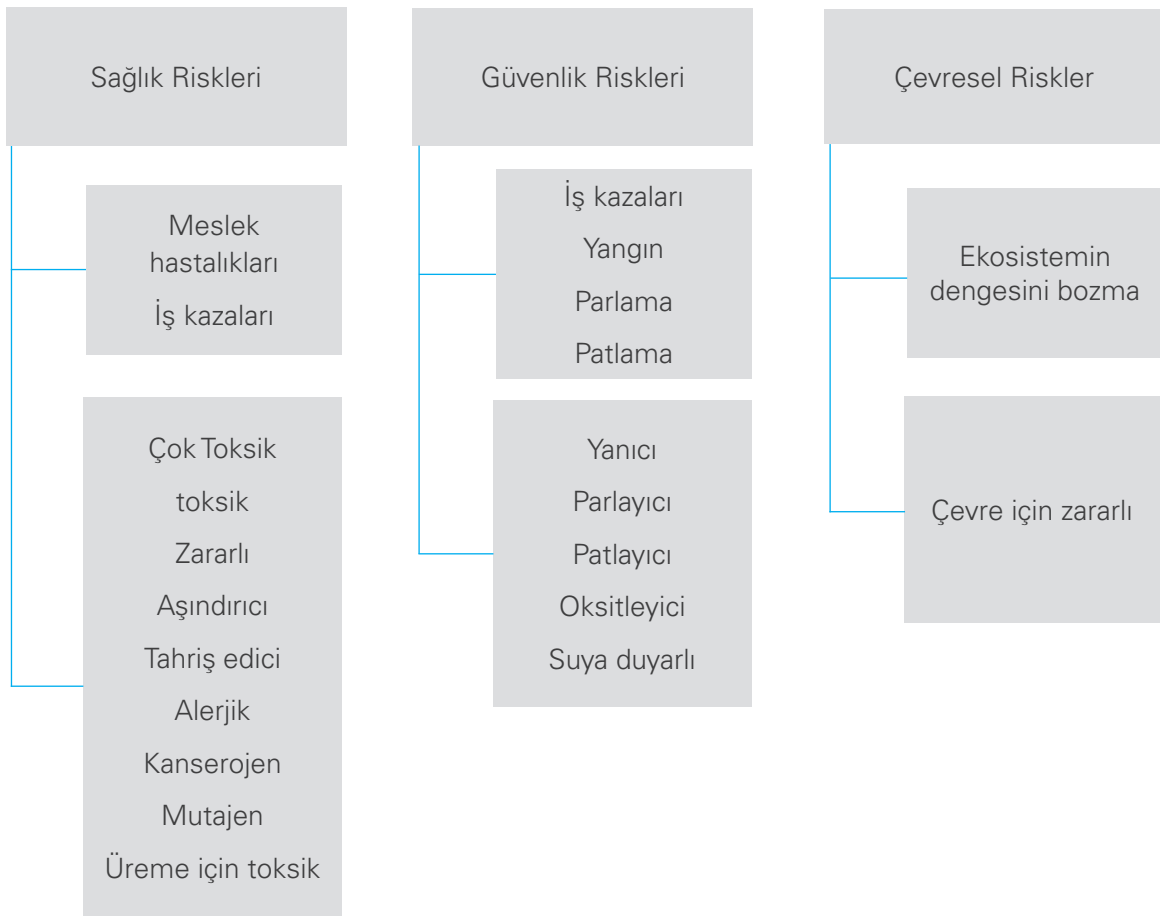 Sağlık Riskleri
Meslek
hastalıkları
İş kazaları
Çok Toksik
toksik
Zararlı
Aşındırıcı
Tahriş edici
Alerjik
Kanserojen
Mutajen
Üreme için toksik
Güvenlik Riskleri
İş kazaları
Yangın
Parlama
Patlama
Yanıcı
Parlayıcı
Patlayıcı
Oksitleyici
Suya duyarlı
Çevresel Riskler
Ekosistemin
dengesini bozma
Çevre için zararlı